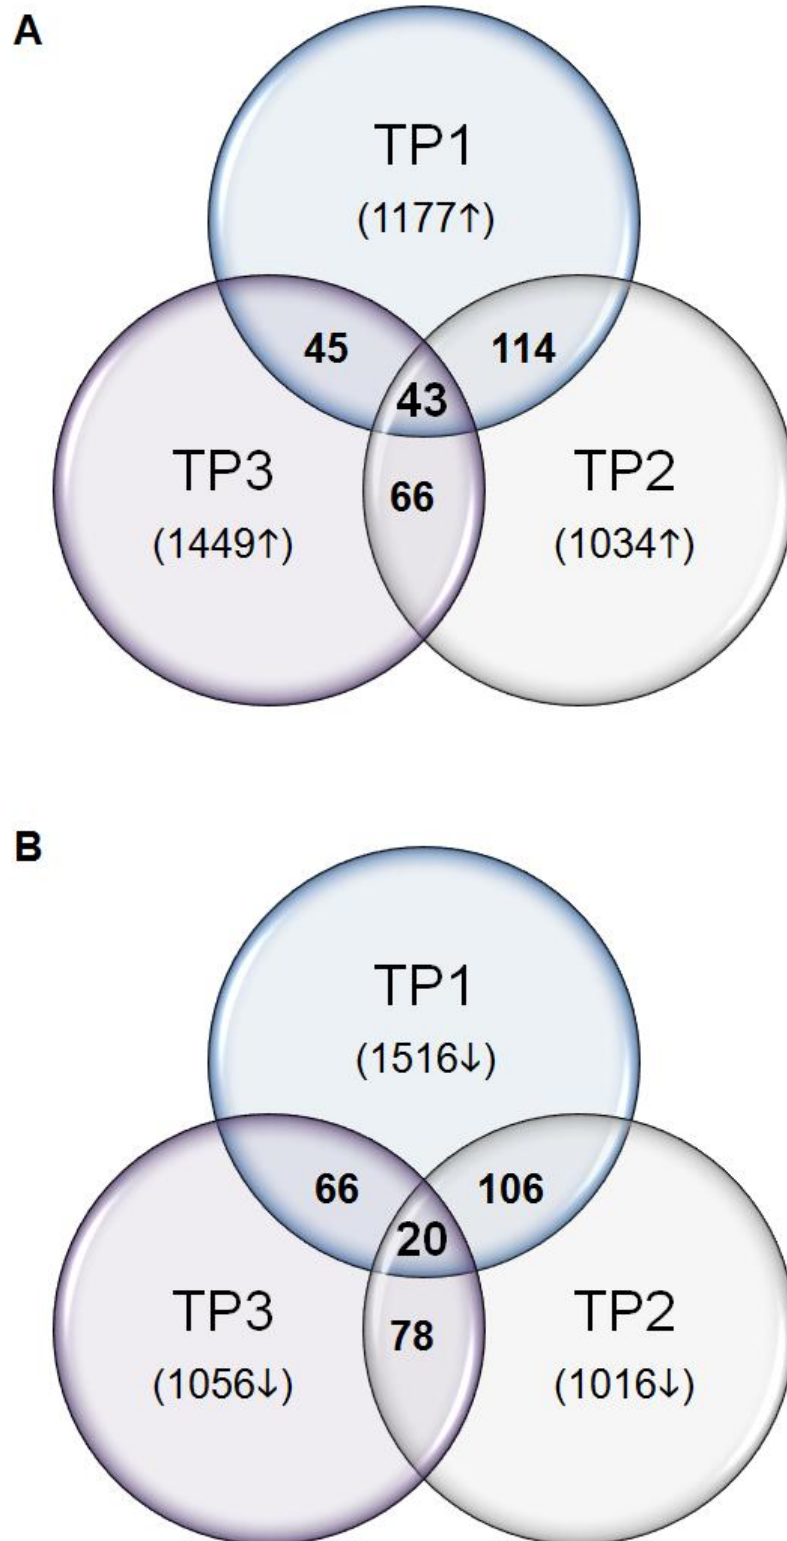 A
TP1
(1177↑)
45
114
43
TP3
TP2
66
(1449↑)
(1034↑)
B
TP1
(1516↓)
66
106
20
TP3
TP2
78
(1056↓)
(1016↓)